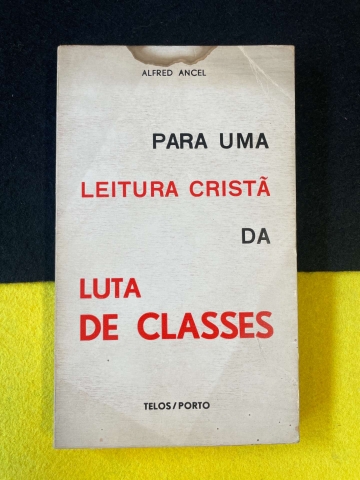 ALFRED ANCEL
PARA UMA
LEITURA CRISTÃ
DA
LUTA
DE CLASSES
TELOS/PORTO